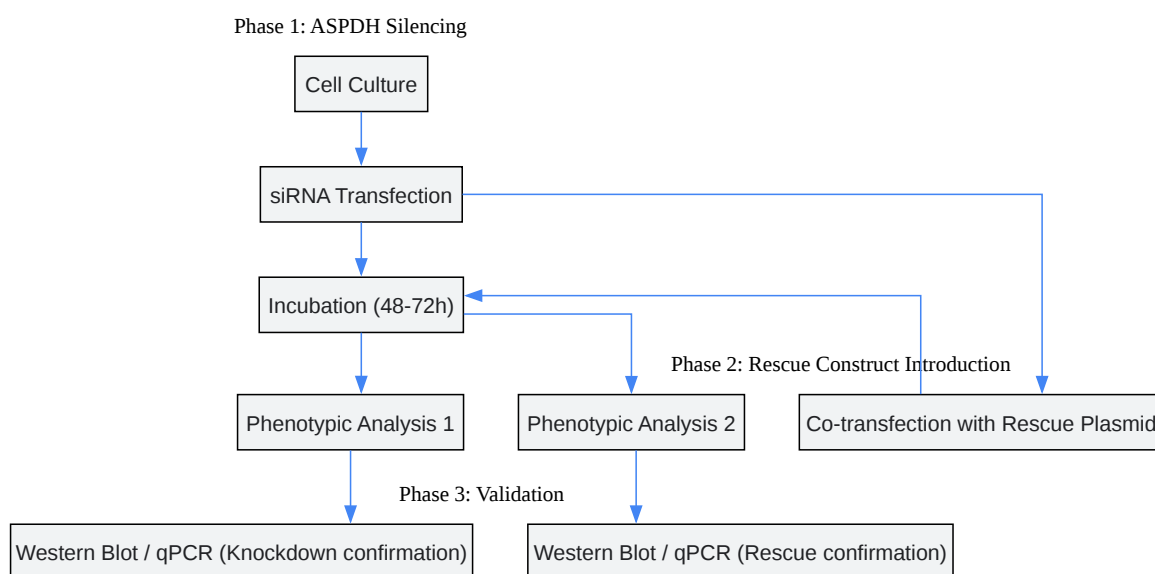 Phase 1: ASPDH Silencing
Cell Culture
siRNA Transfection
Incubation (48-72h)
Phase 2: Rescue Construct Introduction
Phenotypic Analysis 1
Phenotypic Analysis 2
Co-transfection with Rescue Plasmid
Phase 3: Validation
Western Blot / qPCR (Knockdown confirmation)
Western Blot / qPCR (Rescue confirmation)